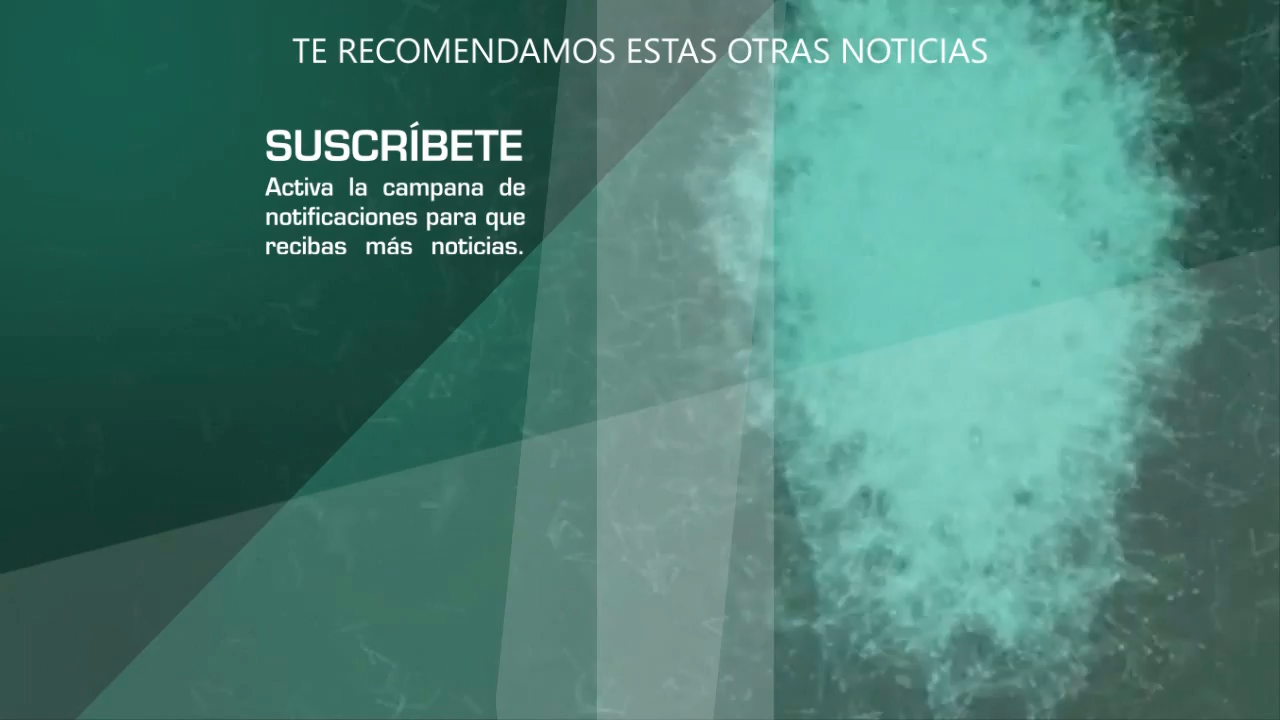 TE RECOMENDAMOS ESTAS OTRAS NOTICIAS
SUSCRÍBETE
Activa la campana de
notificaciones para que
recibas más noticias.